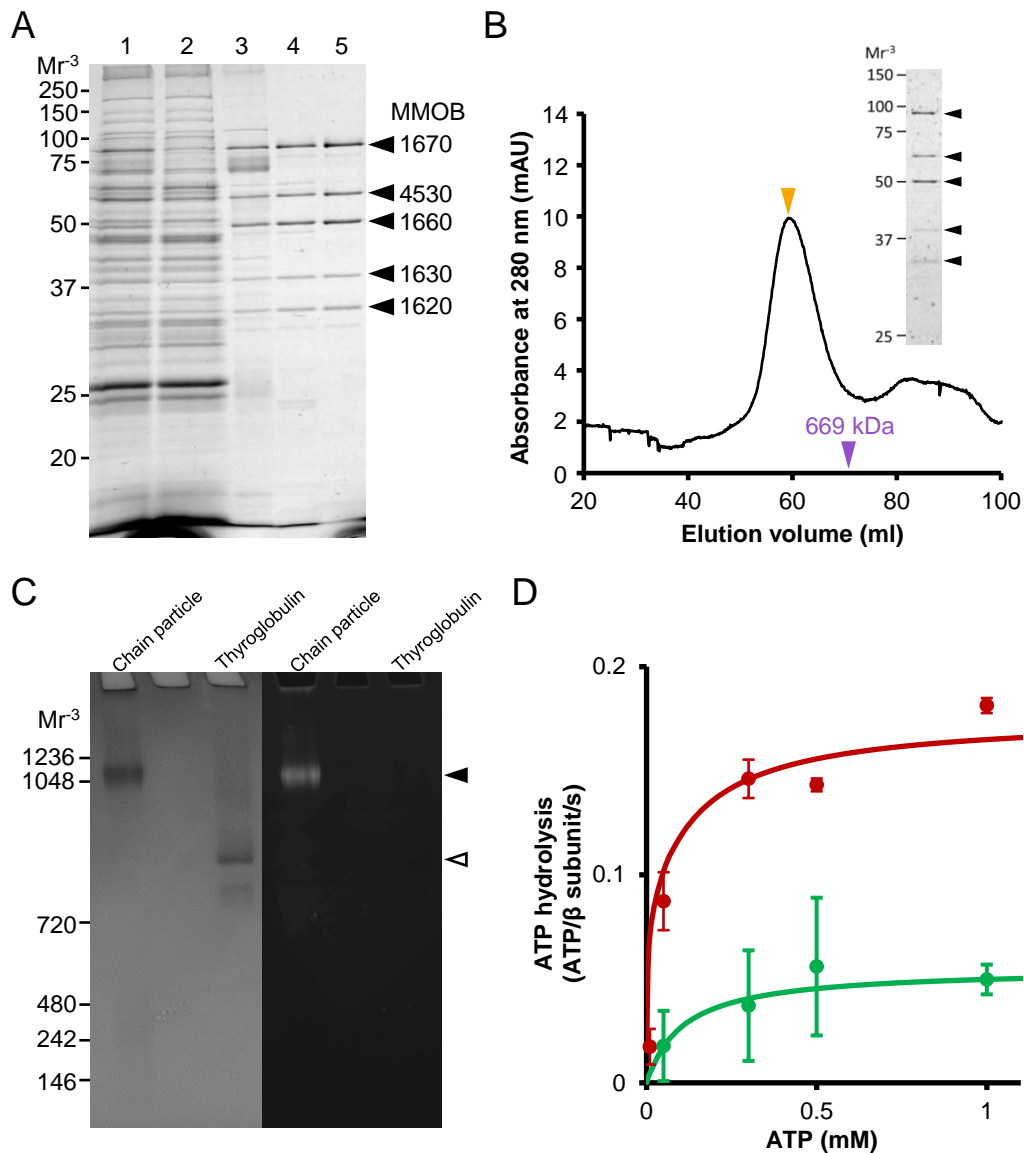 A
1 2 3 4 5
Mr-3
250
150
100
75
50
37
25
20
MMOB
1670
4530
1660
1630
1620
B
Absorbance at 280 nm (mAU)
14
12
10
8
6
4
2
0
20 40 60 80 100
Elution volume (ml)
669 kDa
Mr-3
150
100
75
50
37
25
C
Chain particle
Thyroglobulin
Chain particle
Thyroglobulin
Mr-3
1236
1048
720
480
242
146
D
ATP hydrolysis
(ATP/β subunit/s)
0.2
0.1
0
0 0.5 1
ATP (mM)